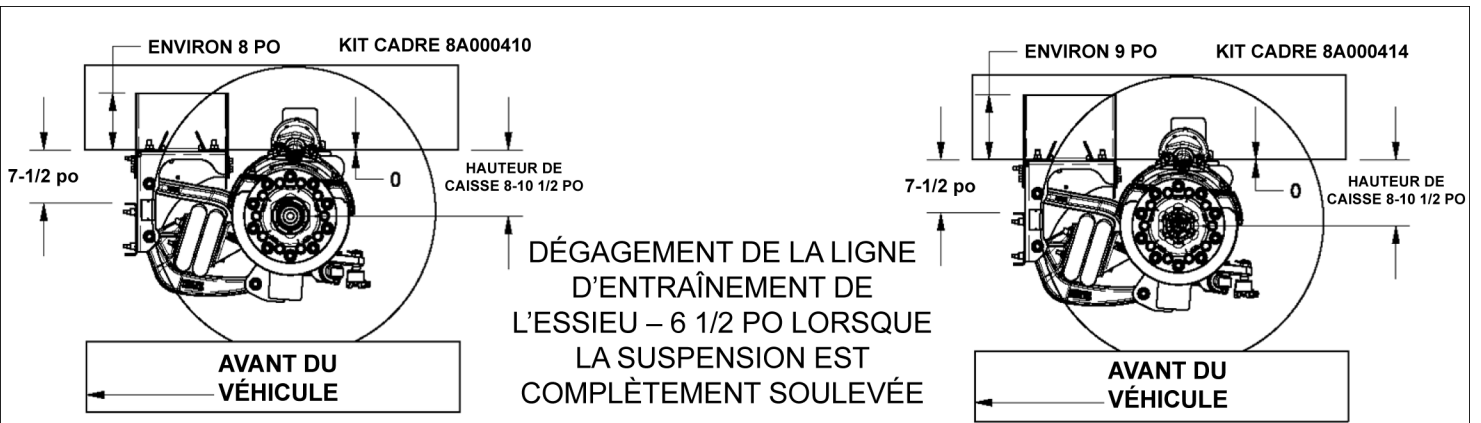 ENVIRON 8 PO
KIT CADRE 8A000410
7-1/2 po
0
HAUTEUR DE
CAISSE 8-10 1/2 PO
AVANT DU
VÉHICULE
DÉGAGEMENT DE LA LIGNE
D’ENTRAÎNEMENT DE
L’ESSIEU – 6 1/2 PO LORSQUE
LA SUSPENSION EST
COMPLÈTEMENT SOULEVÉE
ENVIRON 9 PO
KIT CADRE 8A000414
7-1/2 po
0
HAUTEUR DE
CAISSE 8-10 1/2 PO
AVANT DU
VÉHICULE